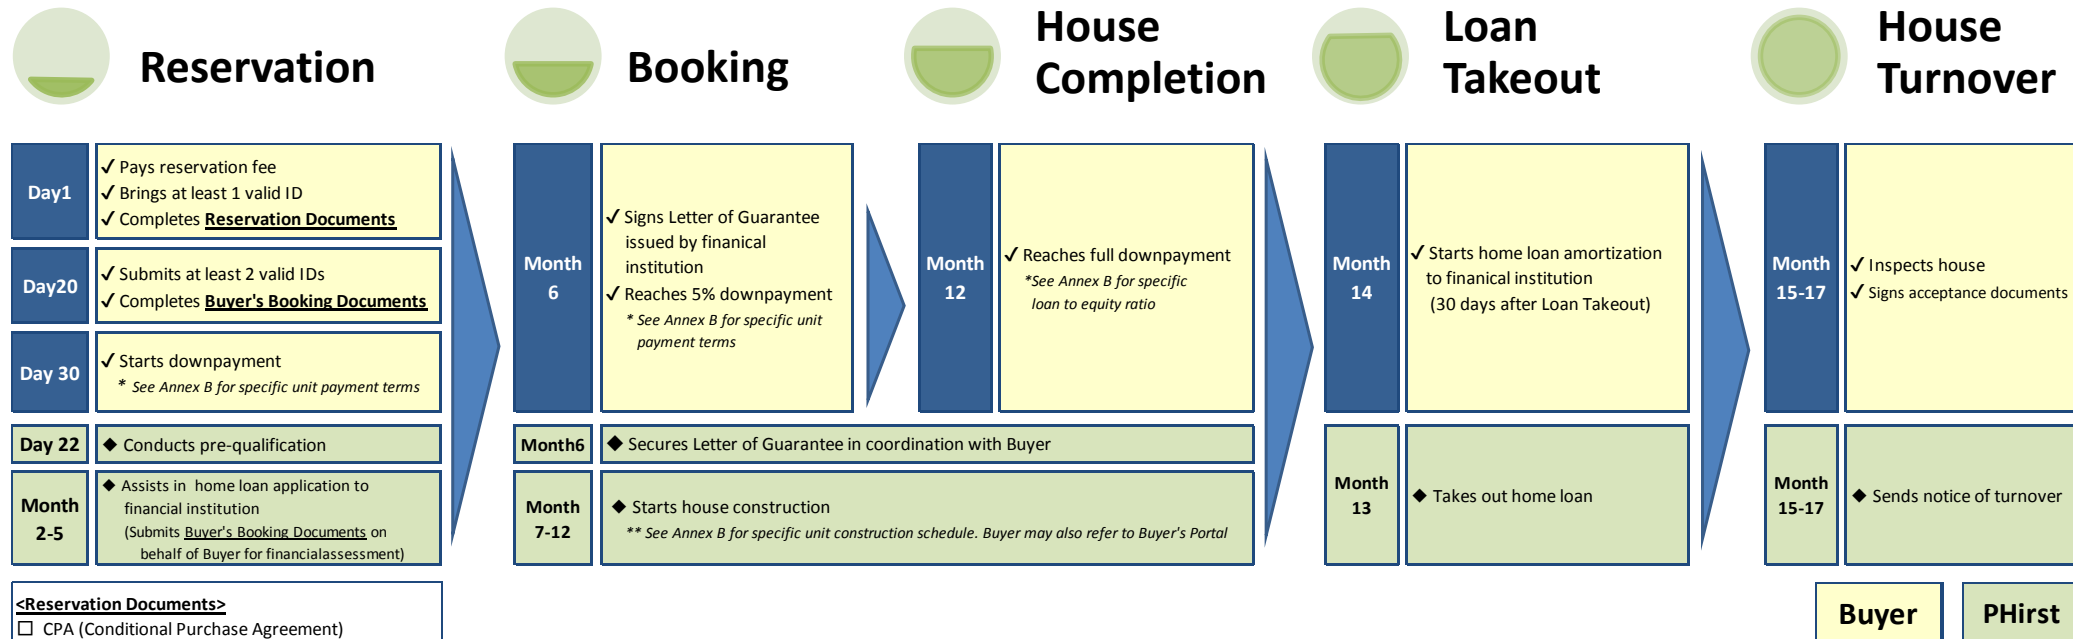 Reservation
Booking
House
Completion
Loan
Takeout
House
Turnover
Day1
✓ Pays reservation fee
✓ Brings at least 1 valid ID
✓ Completes Reservation Documents
Day20
✓ Submits at least 2 valid IDs
✓ Completes Buyer's Booking Documents
Day 30
✓ Starts downpayment
* See Annex B for specific unit payment terms
Day 22
◆ Conducts pre-qualification
Month
2-5
◆ Assists in home loan application to
financial institution
(Submits Buyer's Booking Documents on
behalf of Buyer for financialassessment)
Month
6
✓ Signs Letter of Guarantee
issued by finanical
institution
✓ Reaches 5% downpayment
* See Annex B for specific unit
payment terms
Month
12
✓ Reaches full downpayment
*See Annex B for specific
loan to equity ratio
Month6
◆ Secures Letter of Guarantee in coordination with Buyer
Month
7-12
◆ Starts house construction
** See Annex B for specific unit construction schedule. Buyer may also refer to Buyer's Portal
Month
14
✓ Starts home loan amortization
to finanical institution
(30 days after Loan Takeout)
Month
13
◆ Takes out home loan
Month
15-17
✓ Inspects house
✓ Signs acceptance documents
Month
15-17
◆ Sends notice of turnover
<Reservation Documents>
☐ CPA (Conditional Purchase Agreement)
Buyer
PHirst